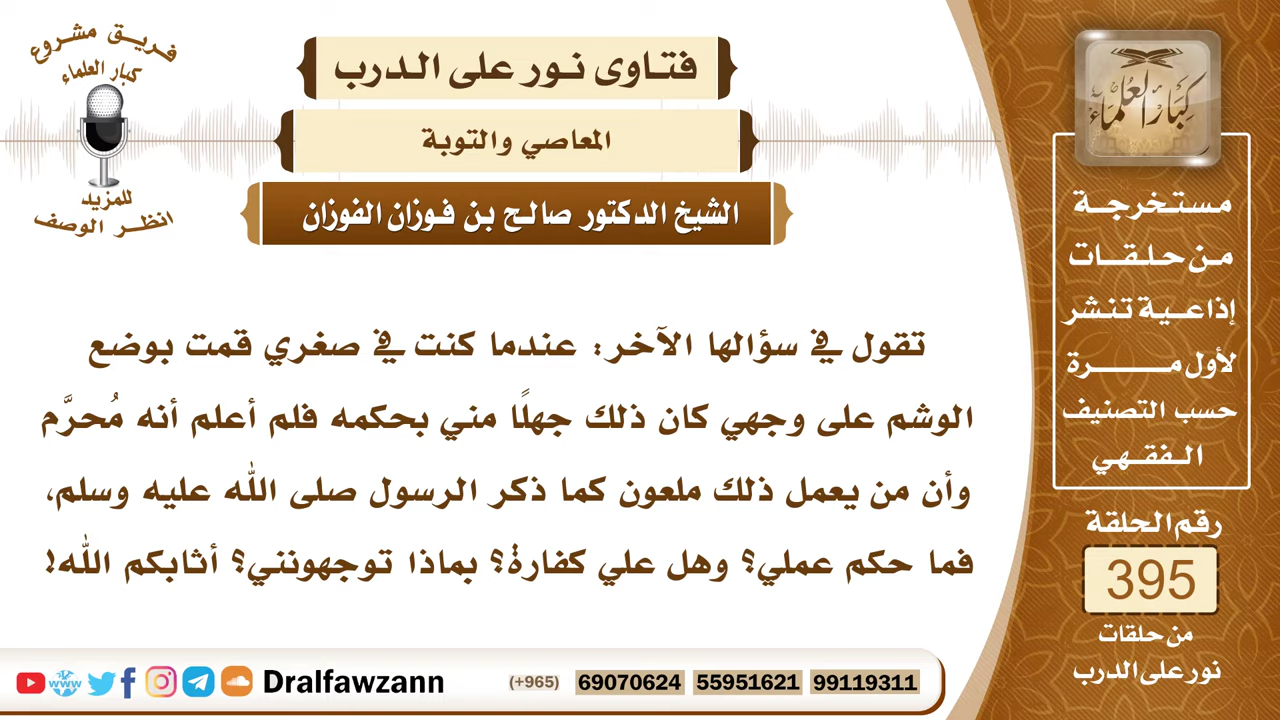 فريق مشروع
كبار العلماء
للمزيد
انظر الوصف
فتاوى نور على الدرب
المعاصي والتوبة
الشيخ الدكتور صالح بن فوزان الفوزان
تقول في سؤالها الآخر: عندما كنت في صغري قمت بوضع
الوشم على وجهي كان ذلك جهلًا مني بحكمه فلم أعلم أنه مُحرَّم
وأن من يعمل ذلك ملعون كما ذكر الرسول صلى الله عليه وسلم،
فما حكم عملي؟ وهل علي كفارة؟ بماذا توجهونني؟ أثابكم الله!
كبار العلماء
مستخرجة
من حلقات
إذاعية تنشر
لأول مرة
حسب التصنيف
الفقهي
رقم الحلقة
395
من حلقات
نور على الدرب
www Dralfawzann (+965) 69070624 55951621 99119311